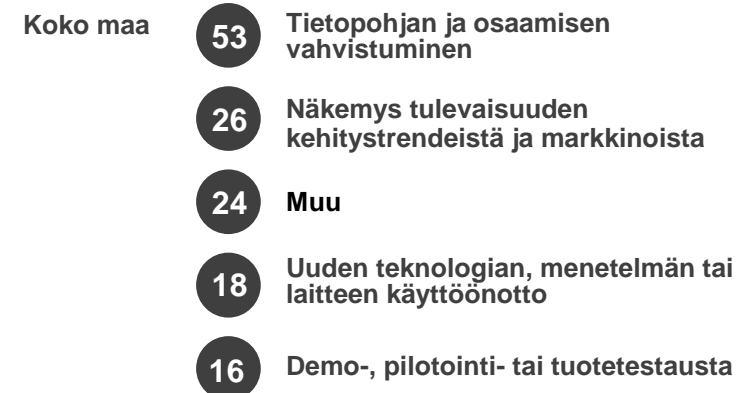 Koko maa
53
Tietopohjan ja osaamisen
vahvistuminen
26
Näkemys tulevaisuuden
kehitystrendeistä ja markkinoista
24
Muu
18
Uuden teknologian, menetelmän tai
laitteen käyttöönotto
16
Demo-, pilotointi- tai tuotetestausta